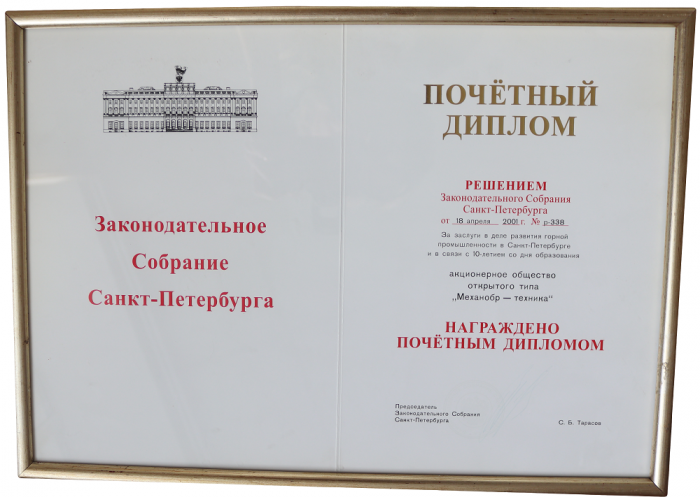 Законодательное
Собрание
Санкт-Петербурга
ПОЧЁТНЫЙ
ДИПЛОМ
РЕШЕНИЕМ
Законодательного Собрания
Санкт-Петербурга
от 18 апреля 2001 г. № р-338
За заслуги в деле развития горной
промышленности в Санкт-Петербурге
и в связи с 10-летием со дня образования
акционерное общество
открытого типа
„Механобр — техника“
НАГРАЖДЕНО
ПОЧЁТНЫМ ДИПЛОМОМ
Председатель
Законодательного Собрания
Санкт-Петербурга
С. Б. Тарасов